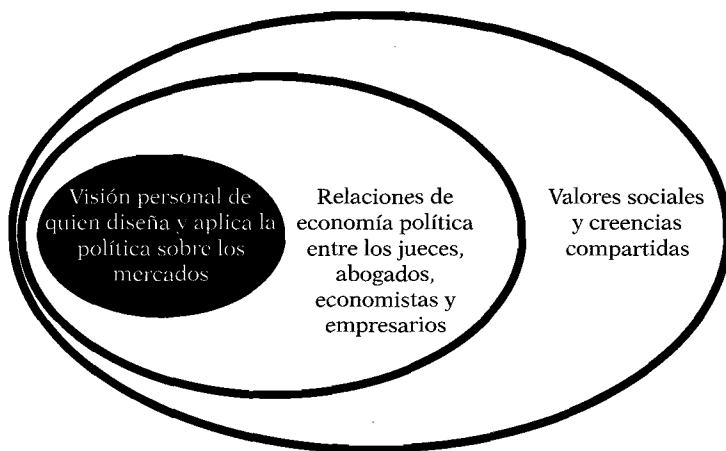 Visión personal de
quien diseña y aplica la
política sobre los
mercados
Relaciones de
economía política
entre los jueces,
abogados,
economistas y
empresarios
Valores sociales
y creencias
compartidas